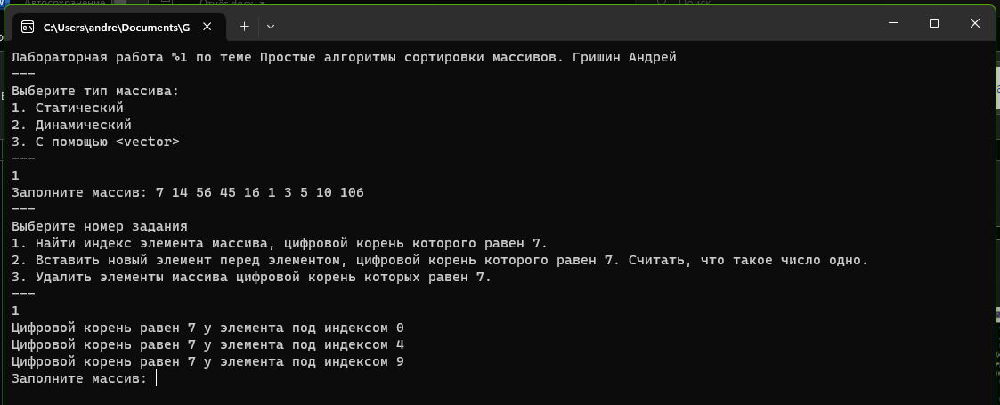 Автосохранение
Отчёт.docx
Поиск
C:\Users\andre\Documents\G
Лабораторная работа №1 по теме Простые алгоритмы сортировки массивов. Гришин Андрей
---
Выберите тип массива:
1. Статический
2. Динамический
3. С помощью <vector>
---
1
Заполните массив: 7 14 56 45 16 1 3 5 10 106
---
Выберите номер задания
1. Найти индекс элемента массива, цифровой корень которого равен 7.
2. Вставить новый элемент перед элементом, цифровой корень которого равен 7. Считать, что такое число одно.
3. Удалить элементы массива цифровой корень которых равен 7.
---
1
Цифровой корень равен 7 у элемента под индексом 0
Цифровой корень равен 7 у элемента под индексом 4
Цифровой корень равен 7 у элемента под индексом 9
Заполните массив: